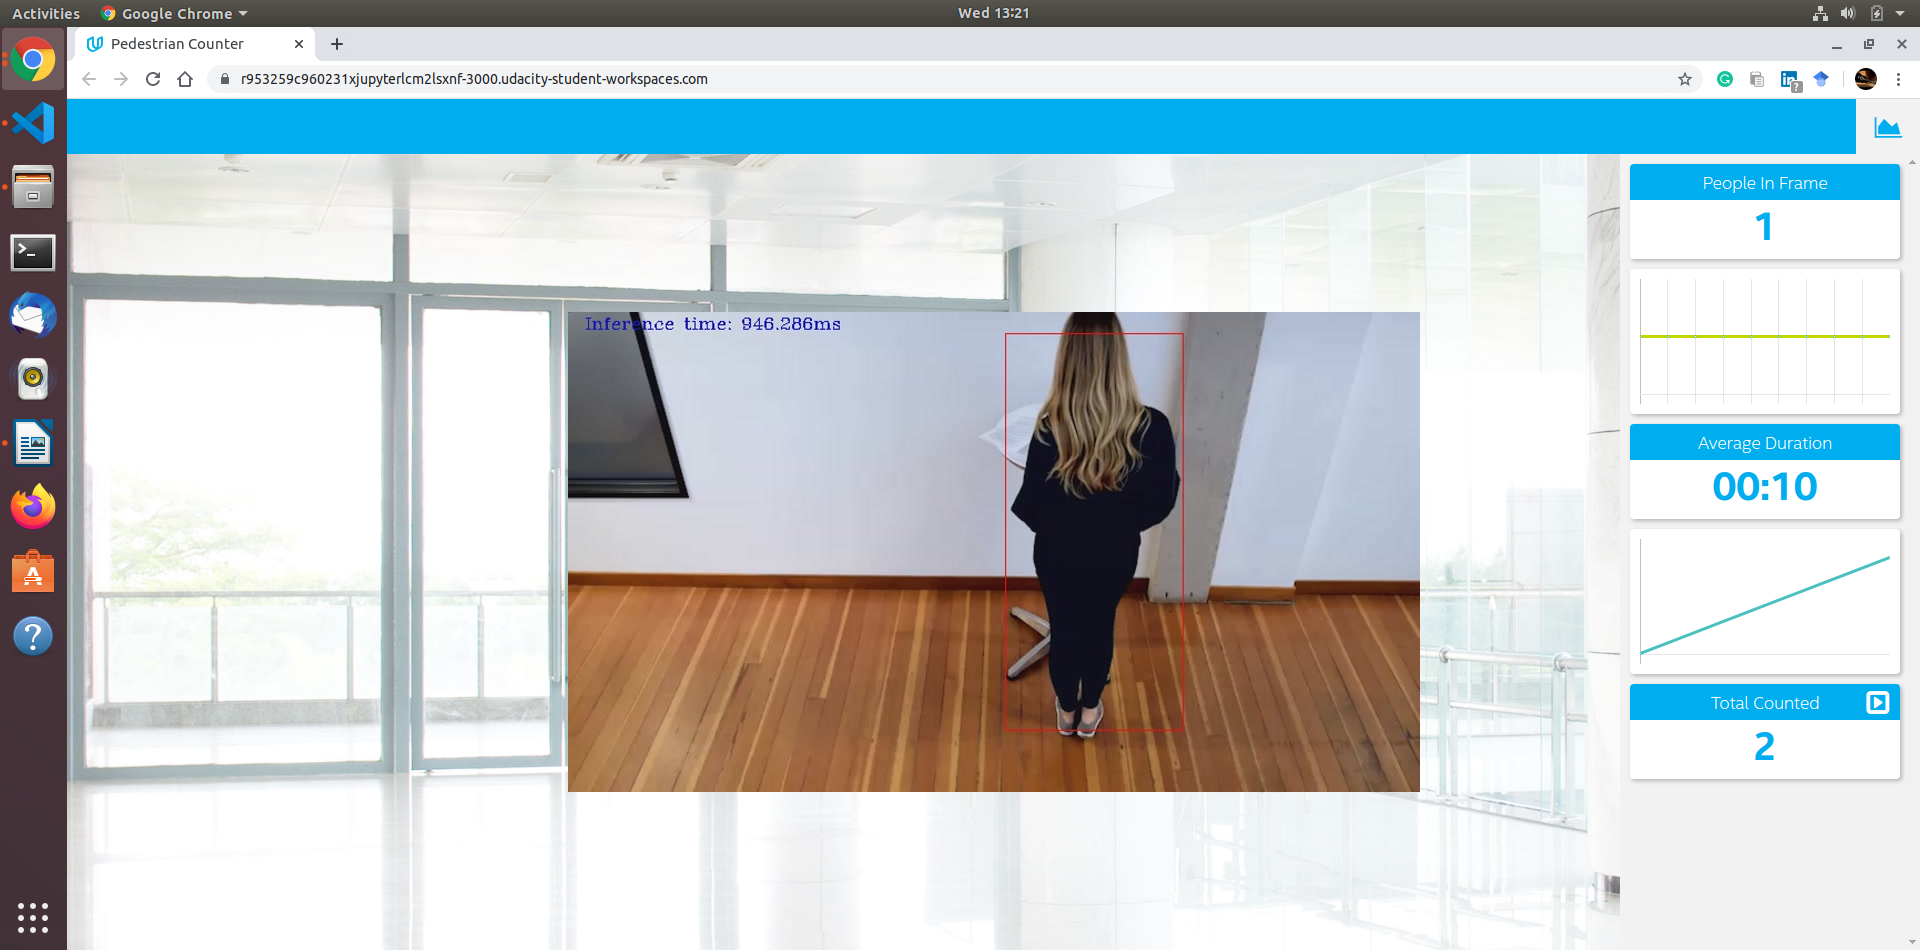 Activities
Google Chrome
Wed 13:21
Pedestrian Counter
r953259c960231xjupyterlcm2lsxnf-3000.udacity-student-workspaces.com
Inference time: 946.286ms
People In Frame
1
Average Duration
00:10
Total Counted
2